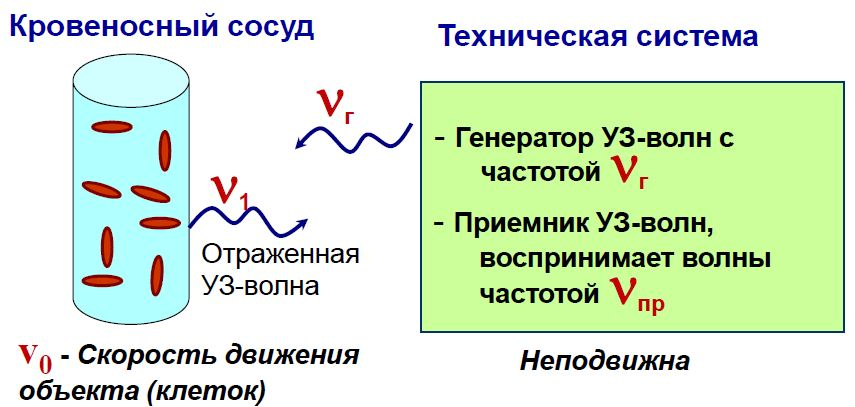 Кровеносный сосуд
Техническая система
νг
- Генератор УЗ-волн с
частотой νг
ν1
- Приемник УЗ-волн,
воспринимает волны
частотой νпр
Отраженная
УЗ-волна
v0 - Скорость движения
объекта (клеток)
Неподвижна